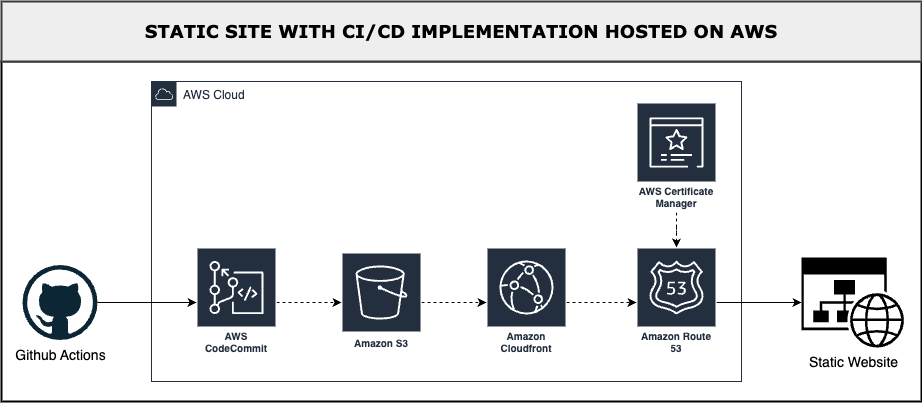 STATIC SITE WITH CI/CD IMPLEMENTATION HOSTED ON AWS
AWS Cloud
AWS Certificate
Manager
</>
53
Github Actions
AWS
CodeCommit
Amazon S3
Amazon
Cloudfront
Amazon Route
53
Static Website